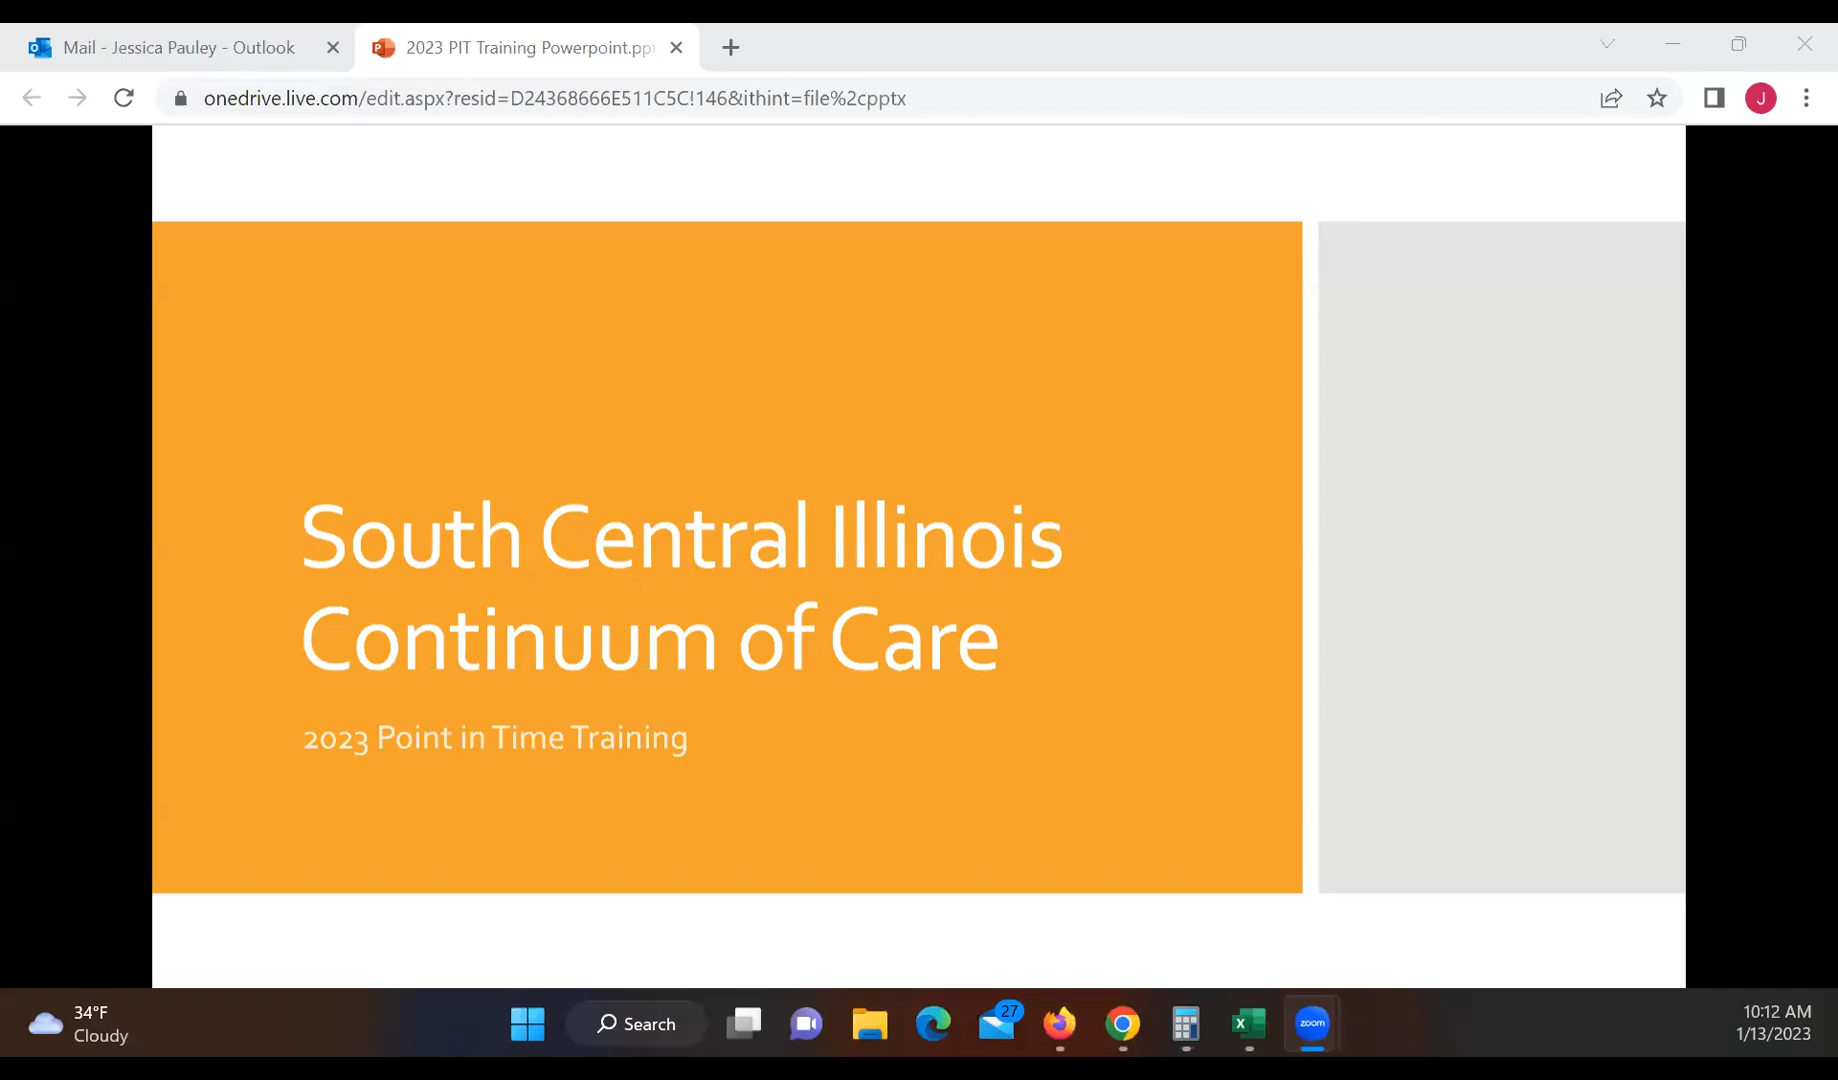 Mail - Jessica Pauley - Outlook
2023 PIT Training Powerpoint.ppt
onedrive.live.com/edit.aspx?resid=D24368666E511C5C!146&ithint=file%2cpptx
J
South Central Illinois
Continuum of Care
2023 Point in Time Training
34°F
Cloudy
Search
27
zoom
10:12 AM
1/13/2023